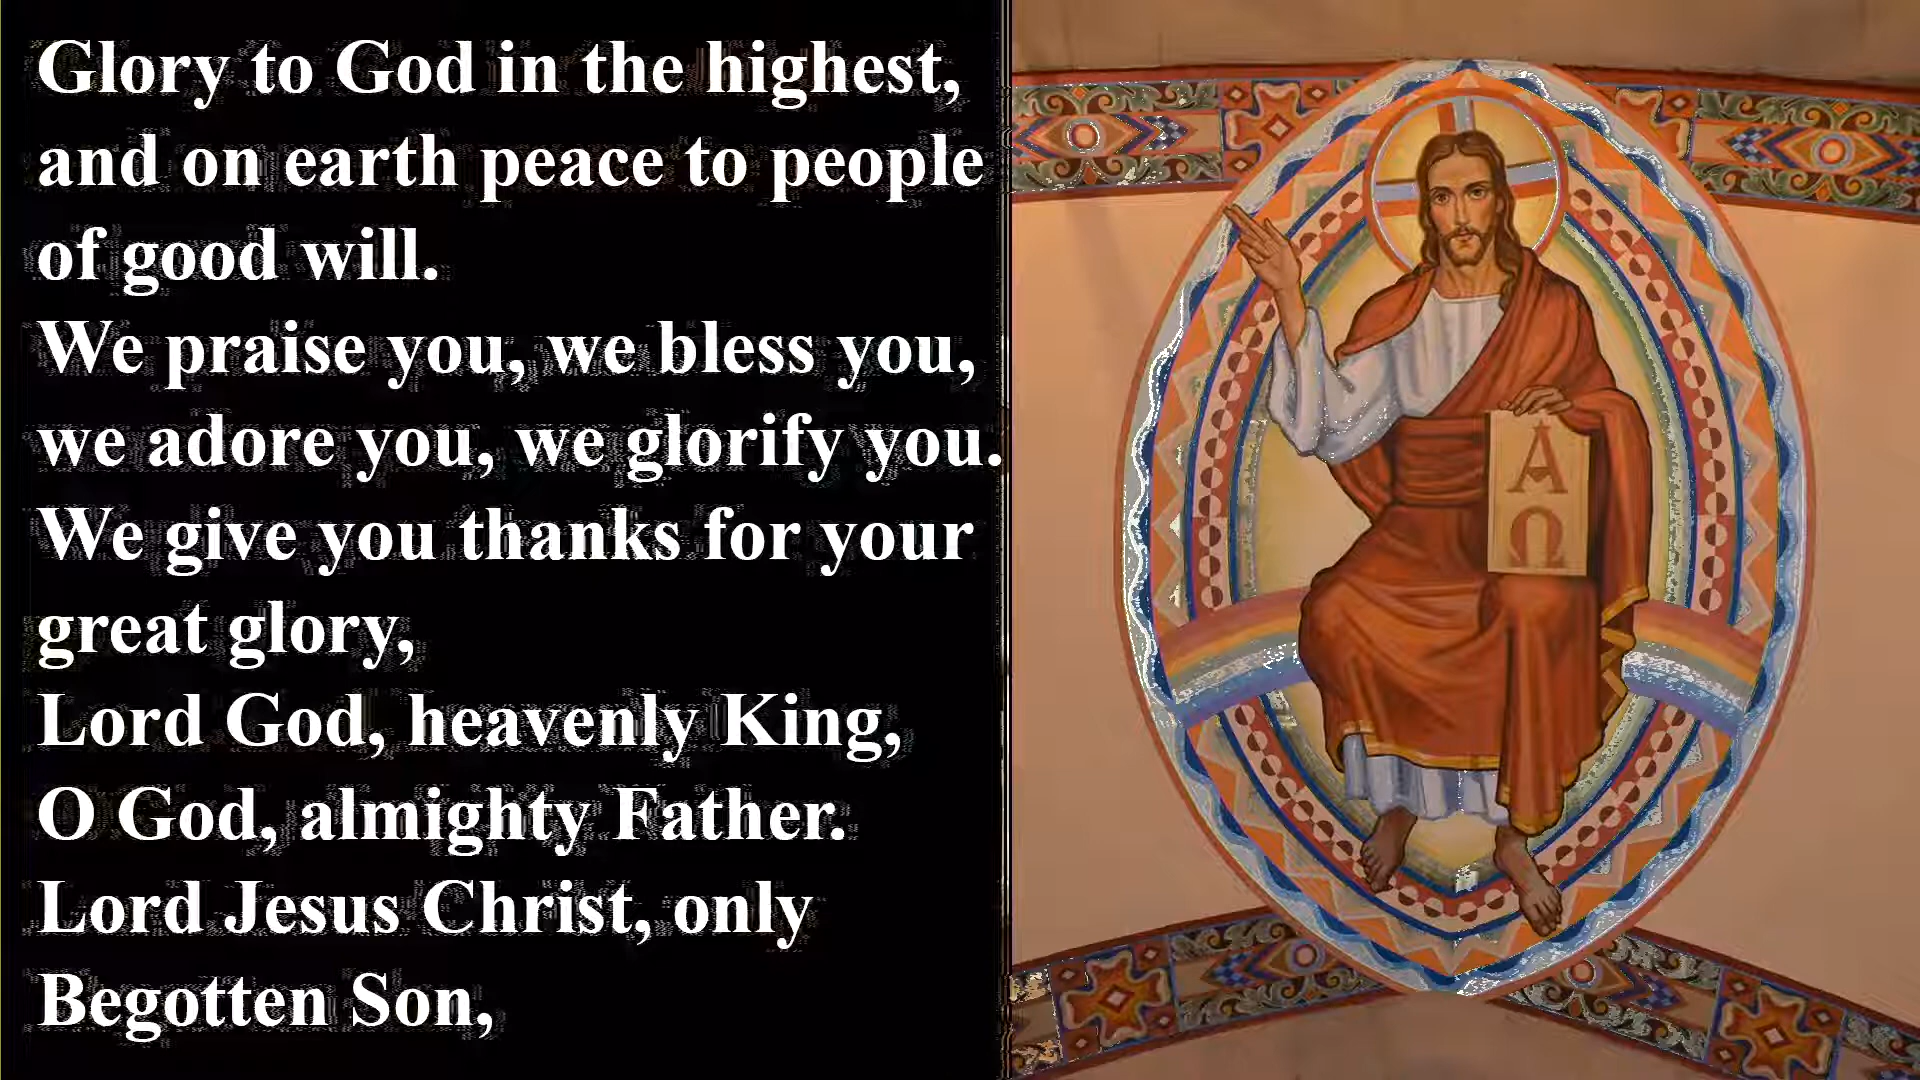 Glory to God in the highest,
and on earth peace to people
of good will.
We praise you, we bless you,
we adore you, we glorify you.
We give you thanks for your
great glory,
Lord God, heavenly King,
O God, almighty Father.
Lord Jesus Christ, only
Begotten Son,
Α
Ω